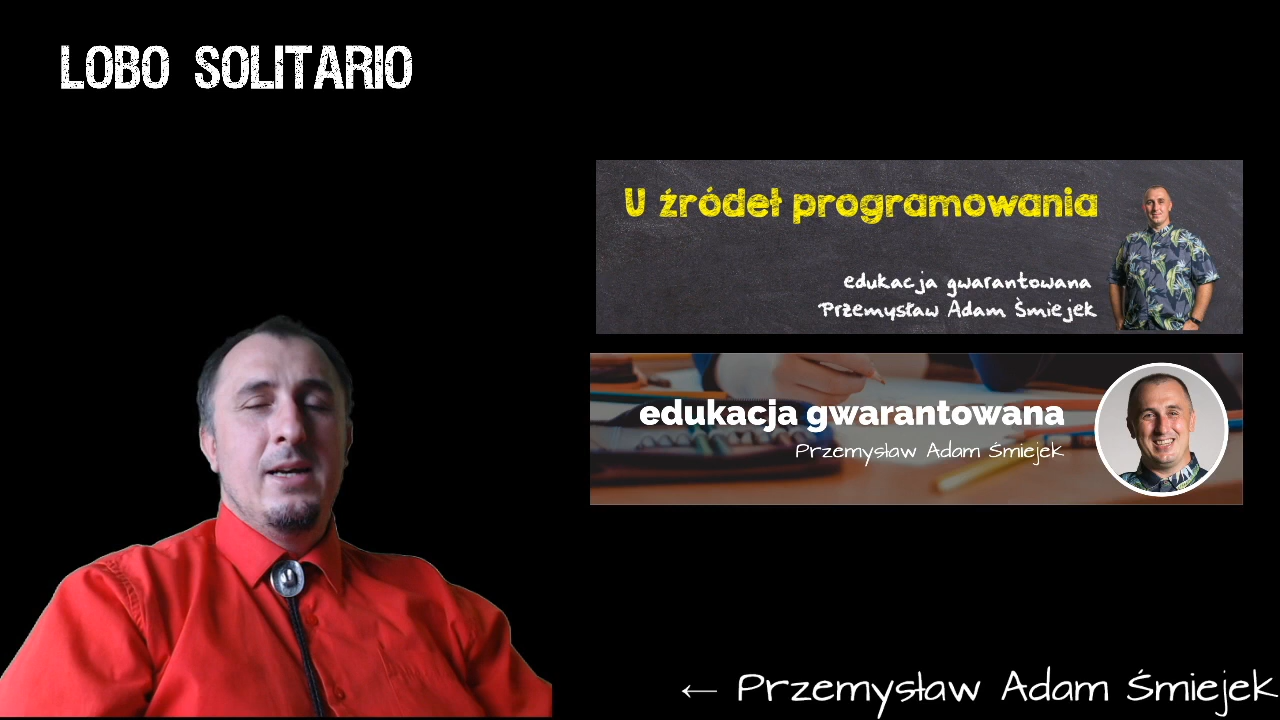 LOBO SOLITARIO
U źródeł programowania
edukacja gwarantowana
Przemysław Adam Śmiejek
edukacja gwarantowana
Przemysław Adam Śmiejek
← Przemysław Adam Śmiejek